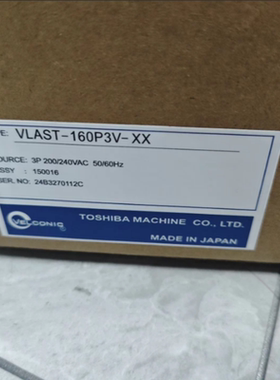 E: VLAST-160P3V-XX
OURCE: 3P 200/240VAC 50/60Hz
SSY : 150016
SER. NO: 24B3270112C
VELCONIC ®
TOSHIBA MACHINE CO., LTD.
MADE IN JAPAN